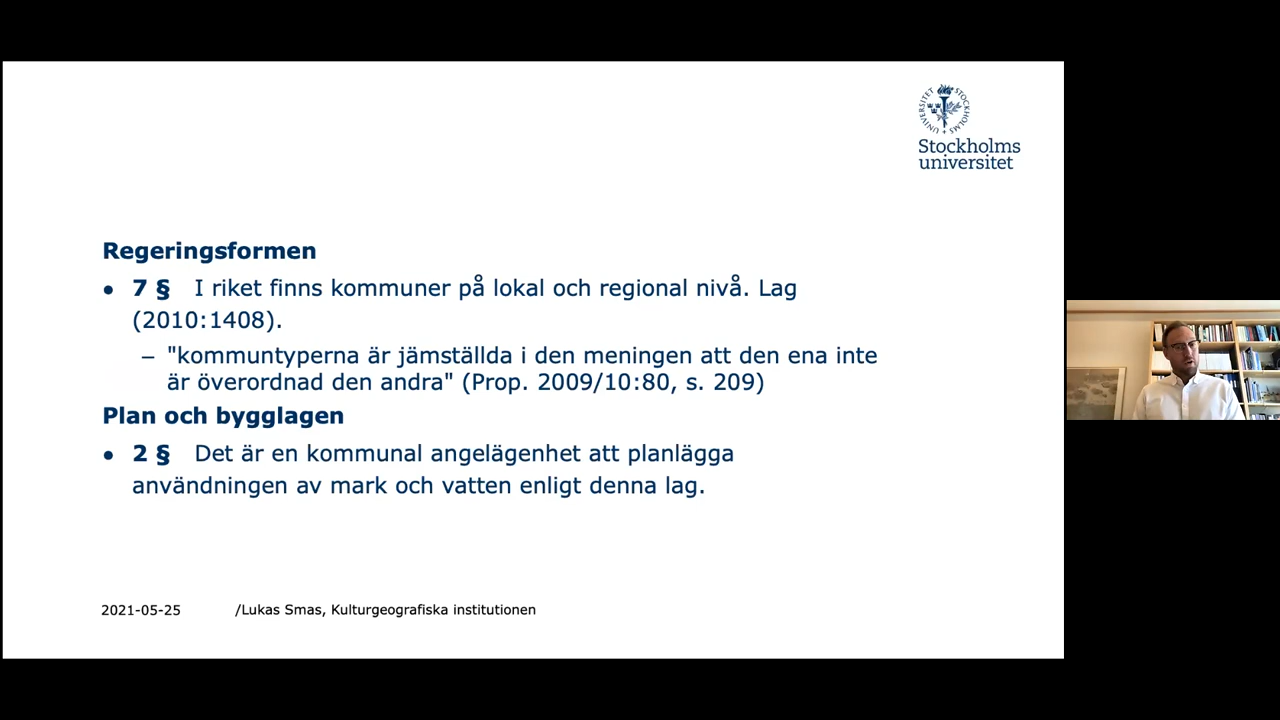 STOCKHOLMS UNIVERSITET
Stockholms
universitet
Regeringsformen
• 7 § I riket finns kommuner på lokal och regional nivå. Lag
(2010:1408).
– "kommuntyperna är jämställda i den meningen att den ena inte
är överordnad den andra" (Prop. 2009/10:80, s. 209)
Plan och bygglagen
• 2 § Det är en kommunal angelägenhet att planlägga
användningen av mark och vatten enligt denna lag.
2021-05-25 /Lukas Smas, Kulturgeografiska institutionen